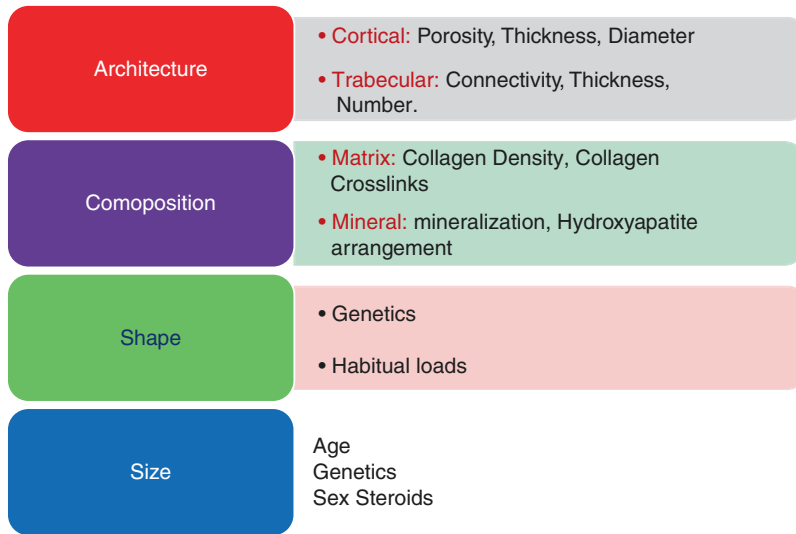 Architecture
• Cortical: Porosity, Thickness, Diameter
• Trabecular: Connectivity, Thickness,
Number.
Comoposition
• Matrix: Collagen Density, Collagen
Crosslinks
• Mineral: mineralization, Hydroxyapatite
arrangement
Shape
• Genetics
• Habitual loads
Size
Age
Genetics
Sex Steroids